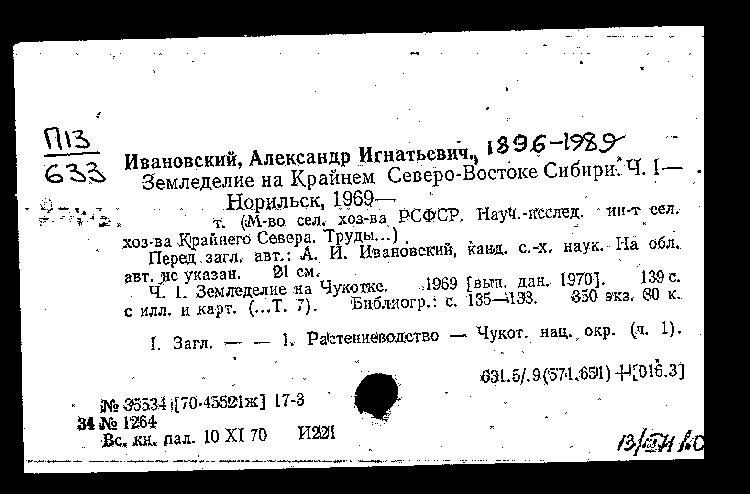 П13
633
Ивановский, Александр Игнатьевич, 1896-1989
Земледелие на Крайнем Северо-Востоке Сибири. Ч. 1—
Норильск, 1969—
т. (М-во сел. хоз-ва РСФСР. Науч.-исслед. ин-т сел.
хоз-ва Крайнего Севера. Труды...)
Перед загл. авт.: А. И. Ивановский, канд. с.-х. наук. На обл.
авт. не указан. 21 см.
Ч. 1. Земледелие на Чукотке. 1969 [вып. дан. 1970]. 139 с.
с илл. и карт. (...Т. 7). Библиогр.: с. 135—138. 350 экз. 80 к.
I. Загл. — — 1. Растениеводство — Чукот. нац. окр. (ч. 1).
631.5/.9(571.651)+[016.3]
№ 35534 [70-45521ж] 17-3
34 № 1264
Вс. кн. пал. 10 XI 70 И221